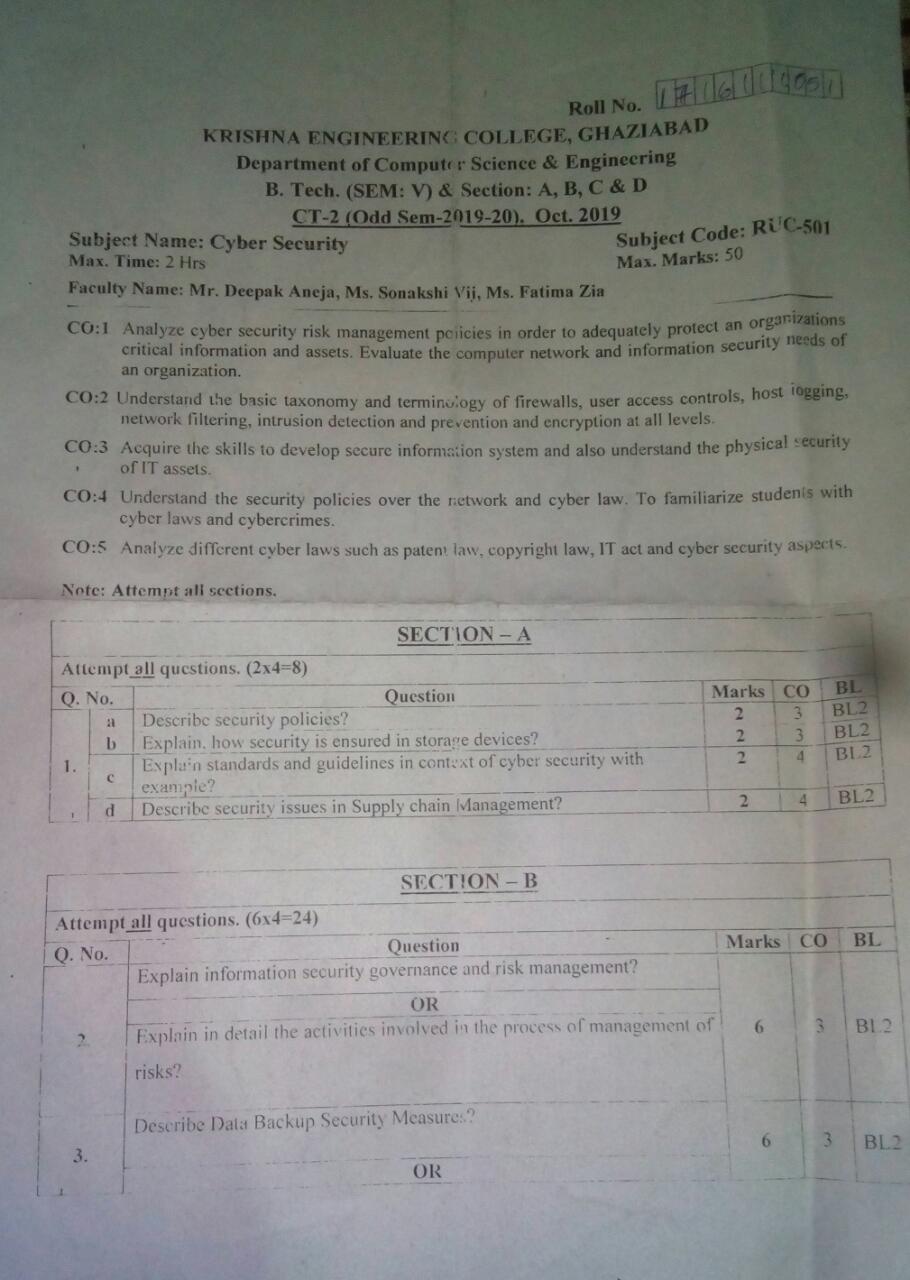 Roll No.
KRISHNA ENGINEERING COLLEGE, GHAZIABAD
Department of Computer Science & Engineering
B. Tech. (SEM: V) & Section: A, B, C & D
CT-2 (Odd Sem-2019-20). Oct. 2019
Subject Name: Cyber Security Subject Code: RUC-501
Max. Time: 2 Hrs Max. Marks: 50
Faculty Name: Mr. Deepak Aneja, Ms. Sonakshi Vij, Ms. Fatima Zia
CO:1 Analyze cyber security risk management policies in order to adequately protect an organizations
critical information and assets. Evaluate the computer network and information security needs of
an organization.
CO:2 Understand the basic taxonomy and terminology of firewalls, user access controls, host logging,
network filtering, intrusion detection and prevention and encryption at all levels.
CO:3 Acquire the skills to develop secure information system and also understand the physical security
of IT assets.
CO:4 Understand the security policies over the network and cyber law. To familiarize students with
cyber laws and cybercrimes.
CO:5 Analyze different cyber laws such as patent law, copyright law, IT act and cyber security aspects.
Note: Attempt all sections.
SECTION – A
Attempt all questions. (2x4=8)
Q. No. Question Marks CO BL
a Describe security policies? 2 3 BL2
b Explain, how security is ensured in storage devices? 2 3 BL2
1. c Explain standards and guidelines in context of cyber security with 2 4 BL2
example?
d Describe security issues in Supply chain Management? 2 4 BL2
SECTION – B
Attempt all questions. (6x4=24)
Q. No. Question Marks CO BL
Explain information security governance and risk management?
OR
2. Explain in detail the activities involved in the process of management of 6 3 BL2
risks?
Describe Data Backup Security Measures?
3. 6 3 BL2
OR